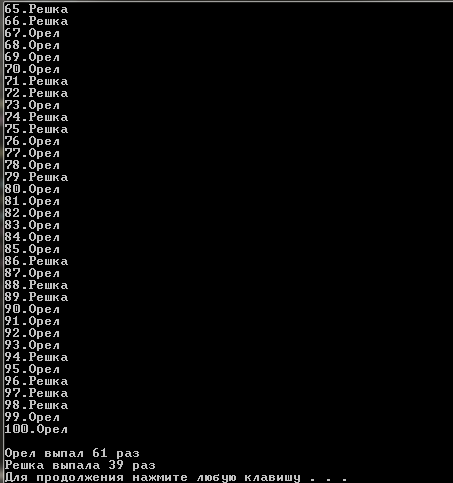 65.Решка
66.Решка
67.Орел
68.Орел
69.Орел
70.Орел
71.Решка
72.Решка
73.Орел
74.Решка
75.Решка
76.Орел
77.Орел
78.Орел
79.Решка
80.Орел
81.Орел
82.Орел
83.Орел
84.Орел
85.Орел
86.Решка
87.Орел
88.Решка
89.Решка
90.Орел
91.Орел
92.Орел
93.Орел
94.Решка
95.Орел
96.Решка
97.Решка
98.Решка
99.Орел
100.Орел
Орел выпал 61 раз
Решка выпала 39 раз
Для продолжения нажмите любую клавишу . . .